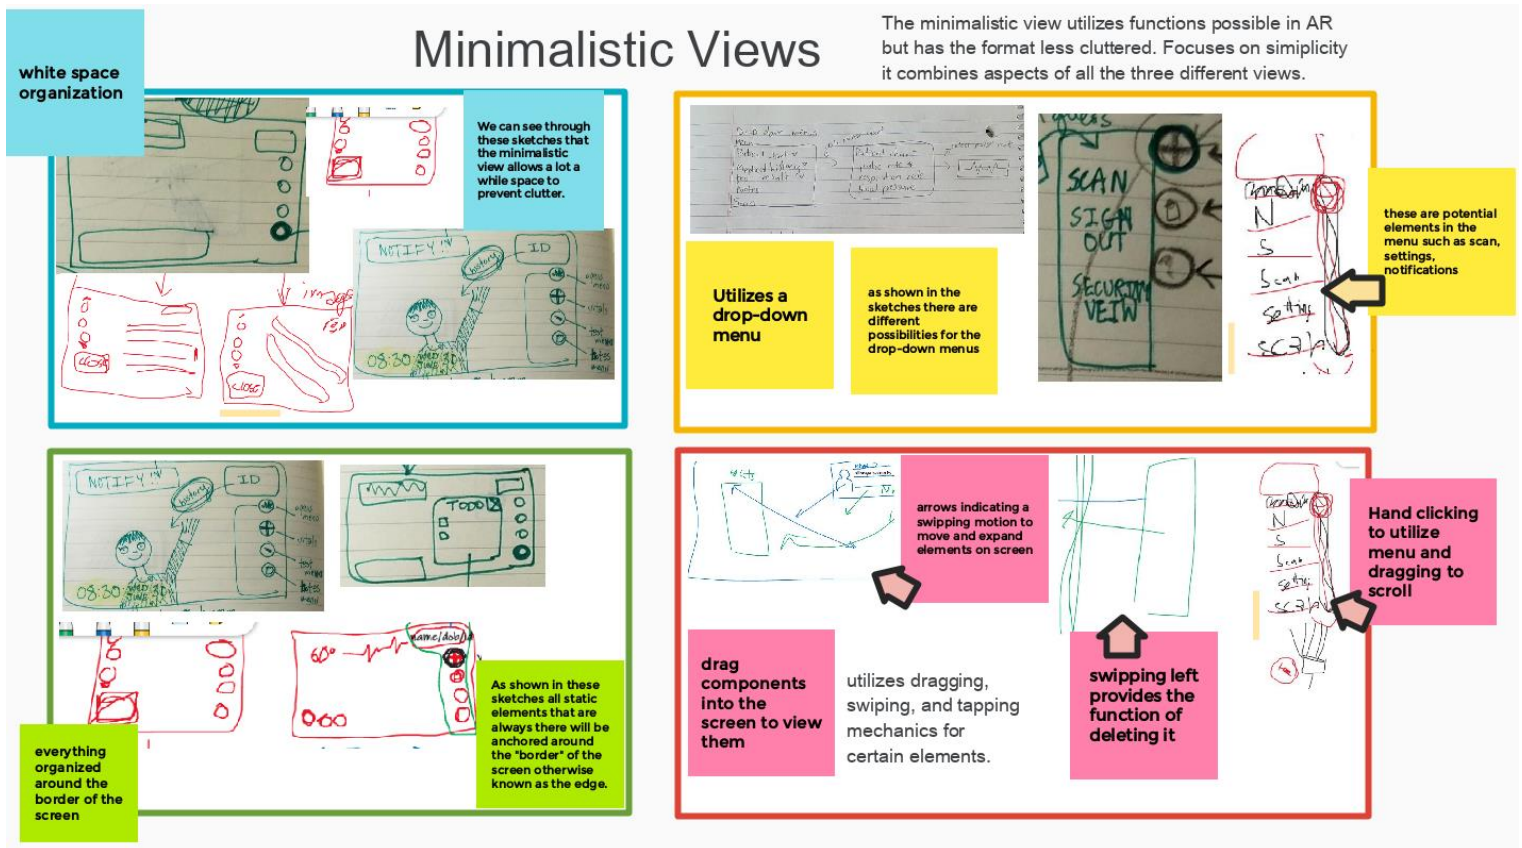 Minimalistic Views
The minimalistic view utilizes functions possible in AR
but has the format less cluttered. Focuses on simiplicity
it combines aspects of all the three different views.
white space
organization
We can see through
these sketches that
the minimalistic
view allows a lot a
while space to
prevent clutter.
NOTIFY!!
history
ID
08:30
CLOSE
CLOSE
Utilizes a
drop-down
menu
as shown in the
sketches there are
different
possibilities for the
drop-down menus
SCAN
SIGN
OUT
SECURITY
VEIW
N
S
Scan
these are potential
elements in the
menu such as scan,
settings,
notifications
NOTIFY!!
history
ID
08:30
TODO
name/dob/id
everything
organized
around the
border of the
screen
As shown in these
sketches all static
elements that are
always there will be
anchored around
the "border" of the
screen otherwise
known as the edge.
arrows indicating a
swipping motion to
move and expand
elements on screen
drag
components
into the
screen to view
them
utilizes dragging,
swiping, and tapping
mechanics for
certain elements.
swipping left
provides the
function of
deleting it
N
S
Scan
Hand clicking
to utilize
menu and
dragging to
scroll